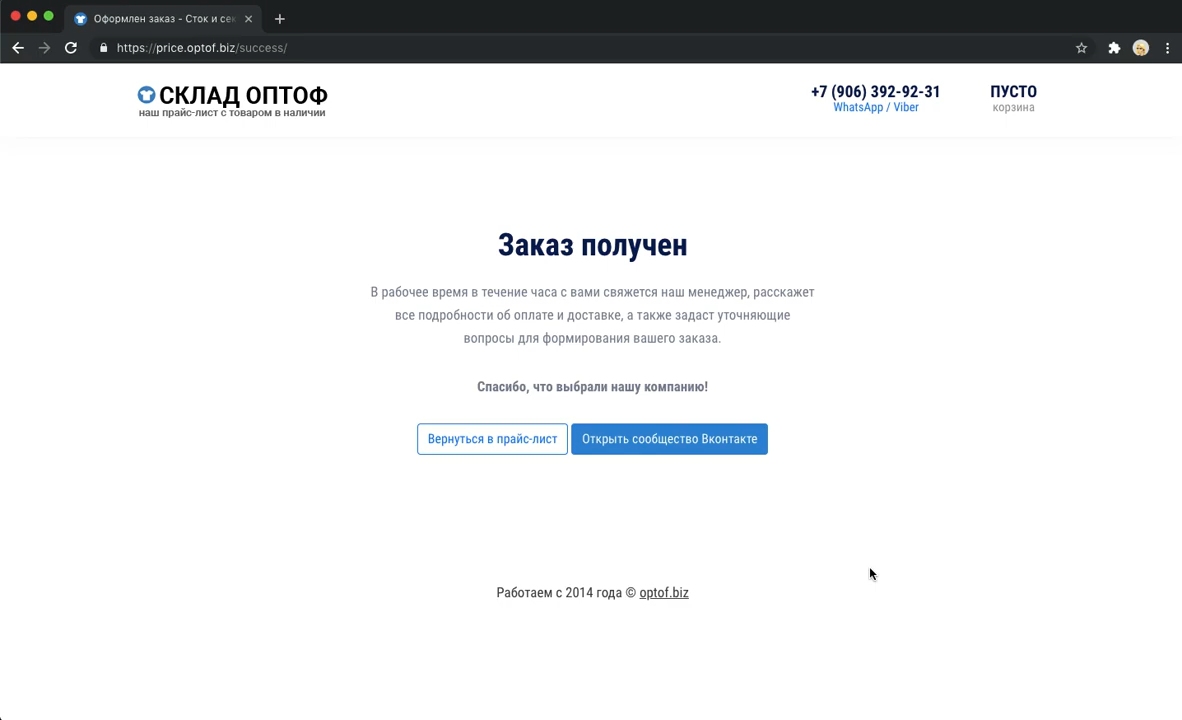 Оформлен заказ - Сток и сек
https://price.optof.biz/success/
СКЛАД ОПТОФ
наш прайс-лист с товаром в наличии
+7 (906) 392-92-31
WhatsApp / Viber
ПУСТО
корзина
Заказ получен
В рабочее время в течение часа с вами свяжется наш менеджер, расскажет
все подробности об оплате и доставке, а также задаст уточняющие
вопросы для формирования вашего заказа.
Спасибо, что выбрали нашу компанию!
Вернуться в прайс-лист
Открыть сообщество Вконтакте
Работаем с 2014 года © optof.biz